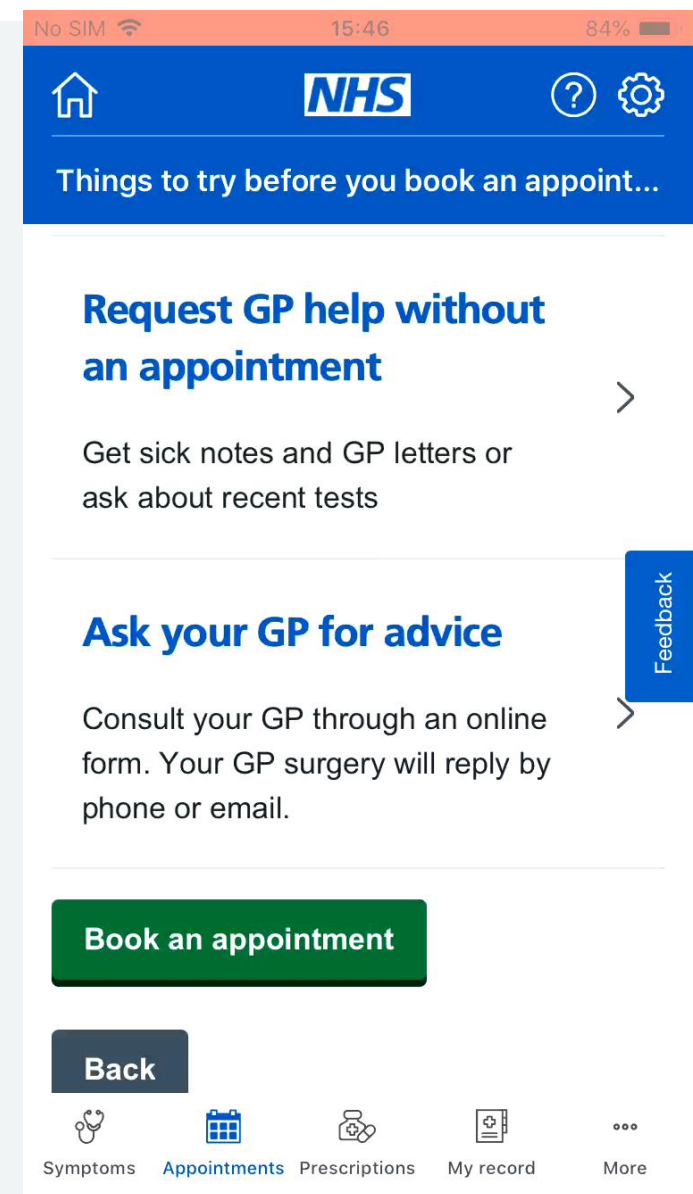 No SIM 15:46 84%
NHS
Things to try before you book an appoint...
Request GP help without
an appointment
Get sick notes and GP letters or
ask about recent tests
Feedback
Ask your GP for advice
Consult your GP through an online
form. Your GP surgery will reply by
phone or email.
Book an appointment
Back
Symptoms Appointments Prescriptions My record More